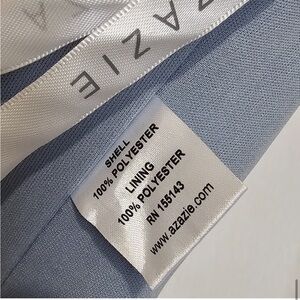 AZAZIE
SHELL
100% POLYESTER
LINING
100% POLYESTER
RN 155143
www.azazie.com